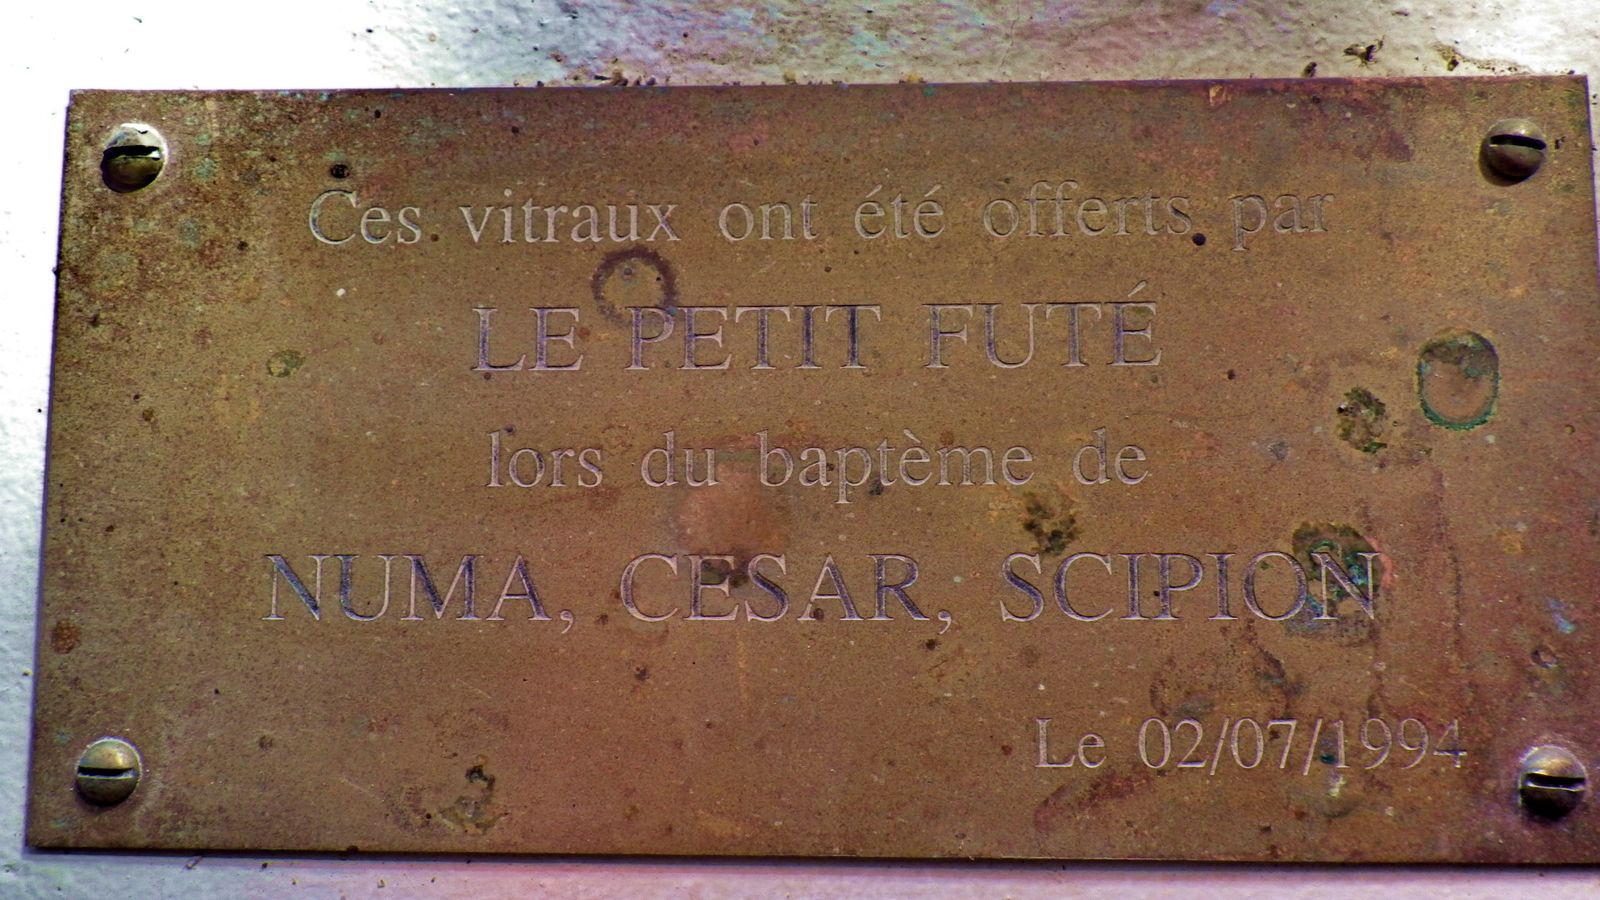 Ces vitraux ont été offerts par
LE PETIT FUTÉ
lors du baptème de
NUMA, CESAR, SCIPION
Le 02/07/1994